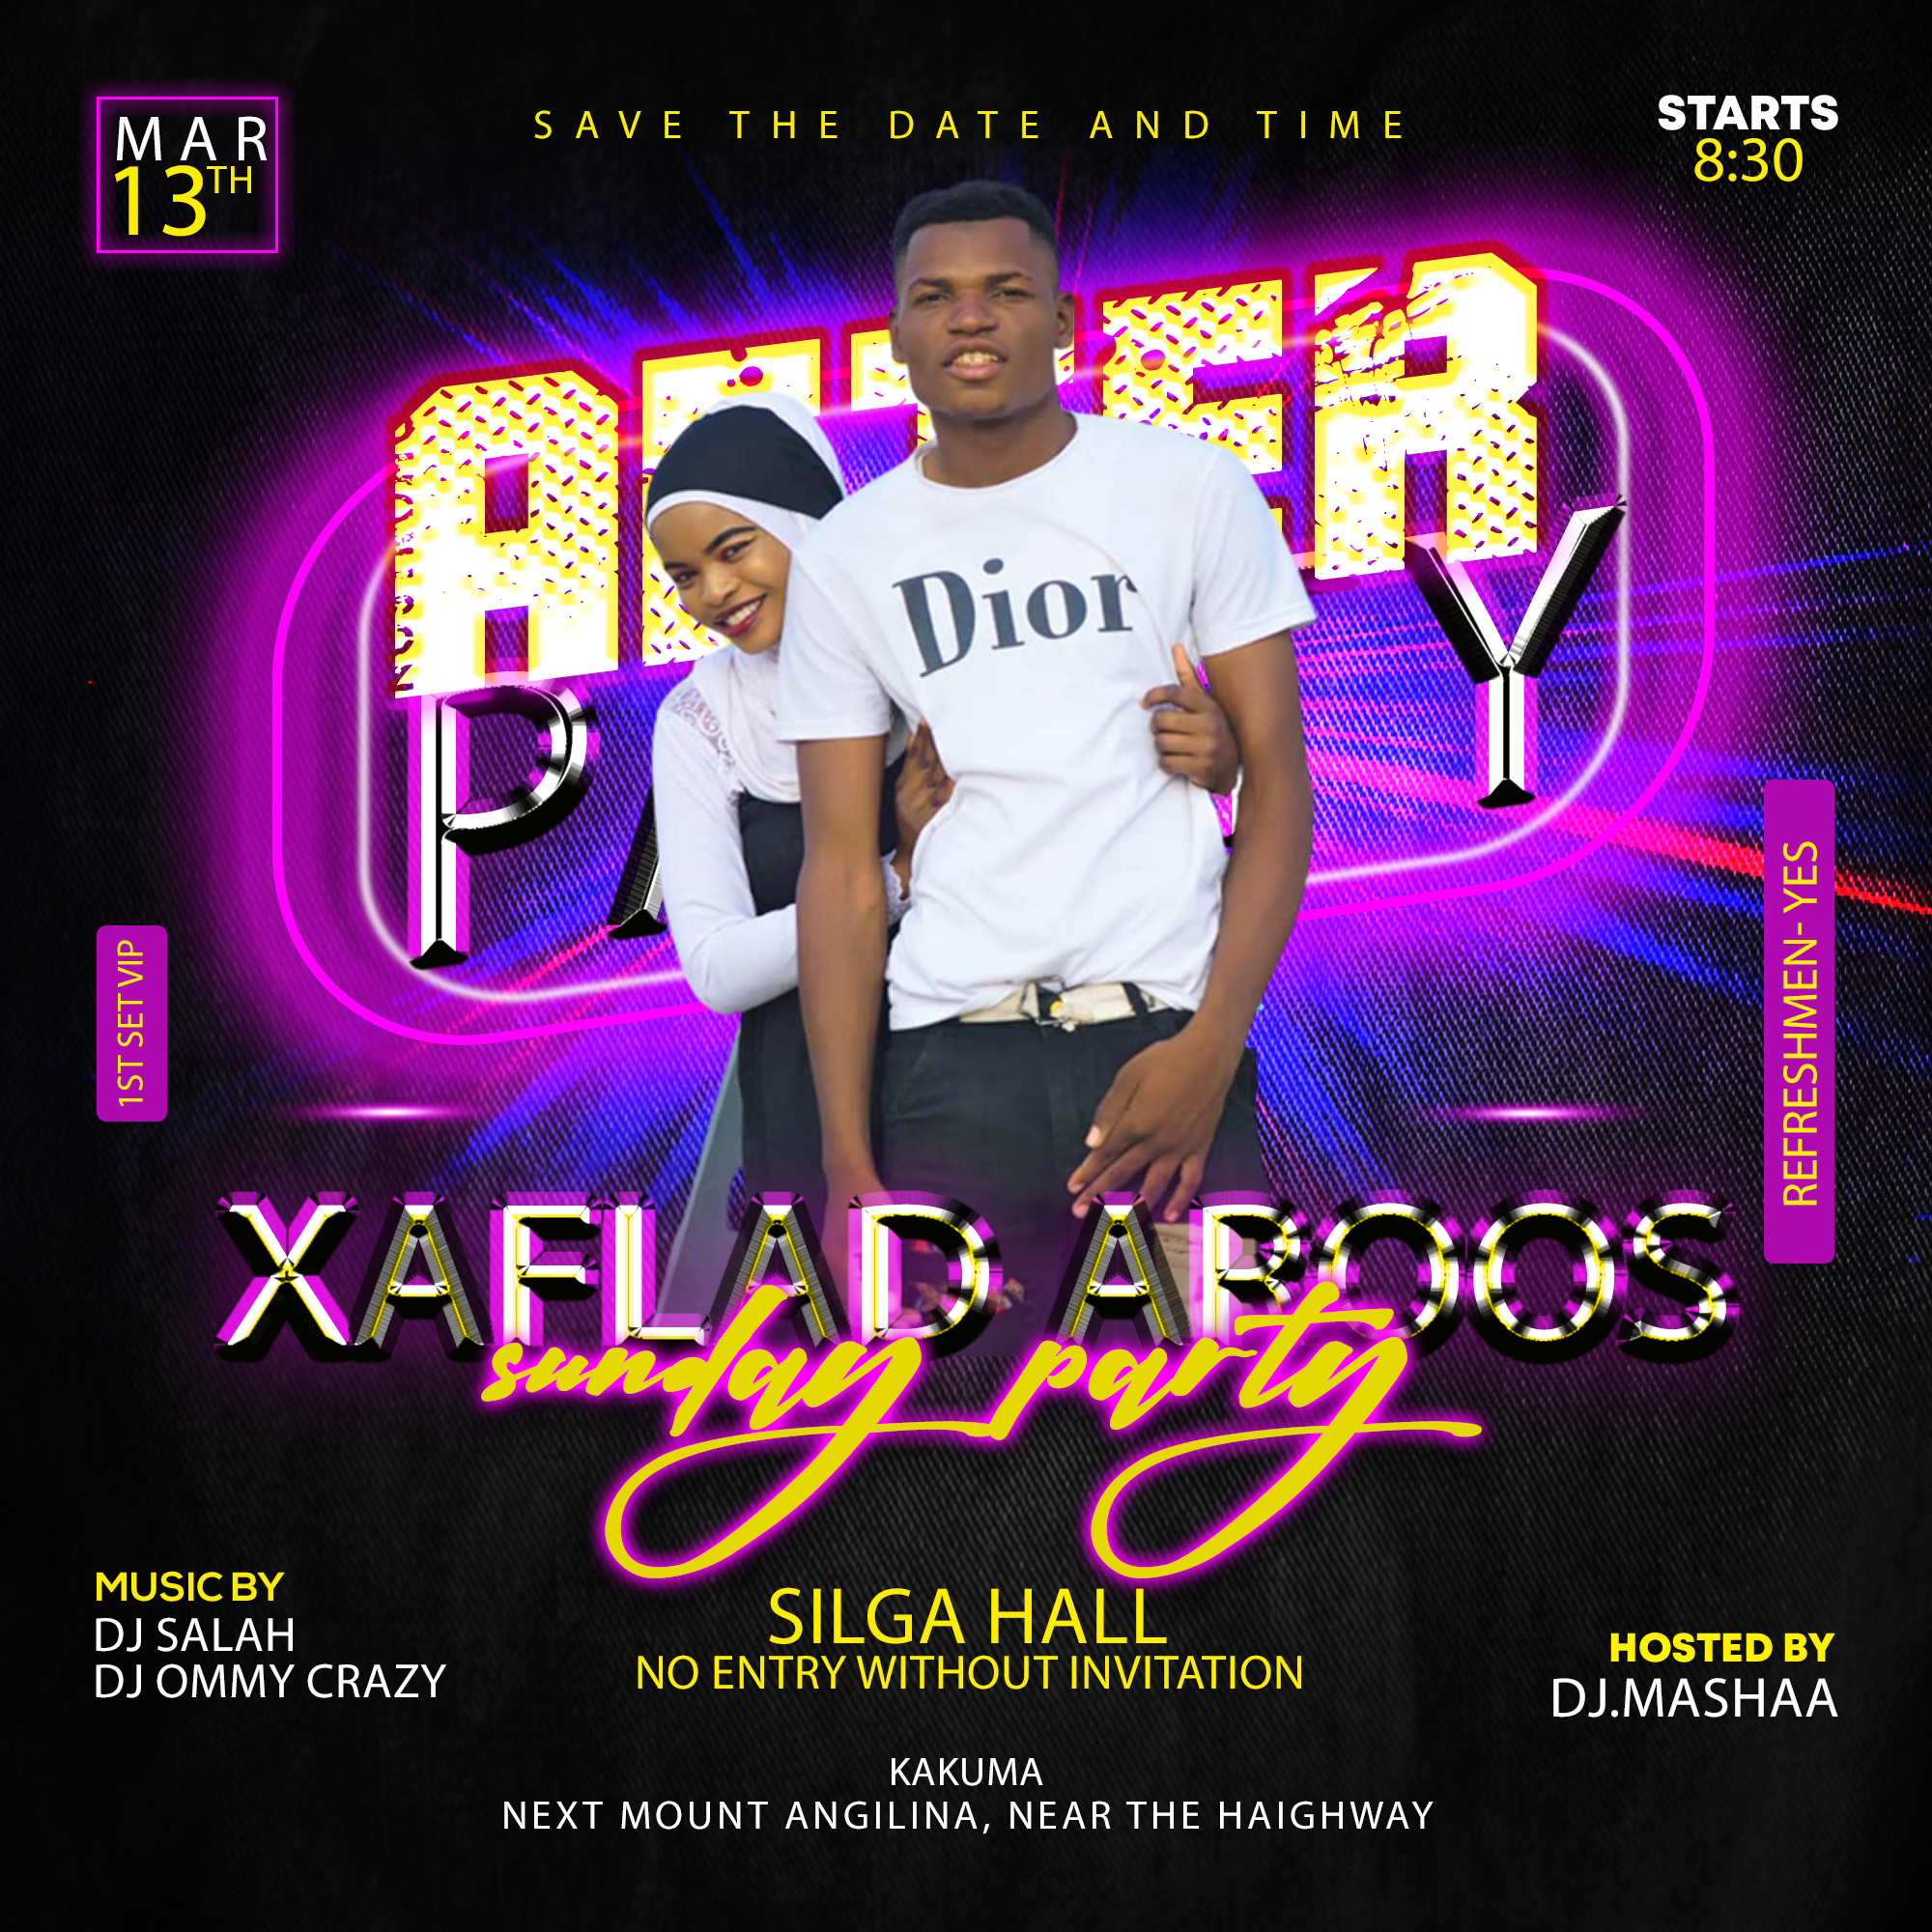 MAR
13TH
SAVE THE DATE AND TIME
STARTS
8:30
AFTER
PARTY
Dior
1ST SET VIP
REFRESHMEN- YES
XAFLAD AROOS
sunday party
MUSIC BY
DJ SALAH
DJ OMMY CRAZY
SILGA HALL
NO ENTRY WITHOUT INVITATION
HOSTED BY
DJ.MASHAA
KAKUMA
NEXT MOUNT ANGILINA, NEAR THE HAIGHWAY